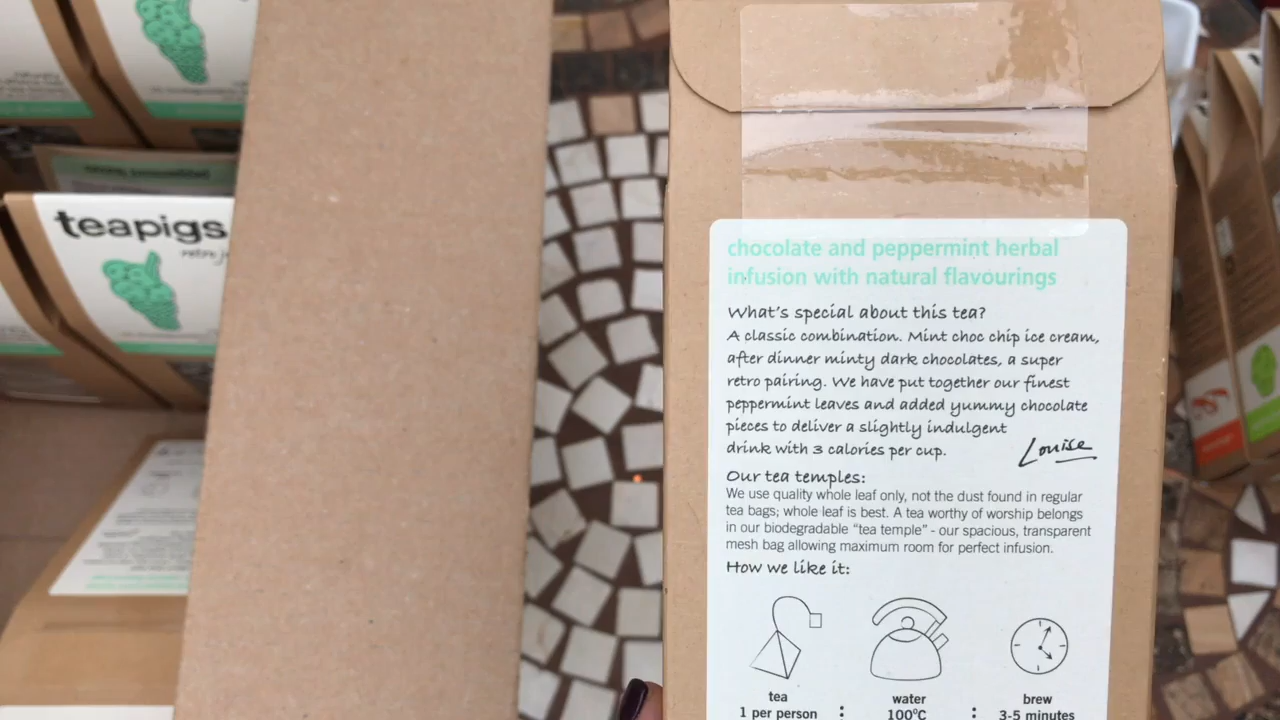 teapigs
chocolate and peppermint herbal
infusion with natural flavourings
What's special about this tea?
A classic combination. Mint choc chip ice cream,
after dinner minty dark chocolates, a super
retro pairing. We have put together our finest
peppermint leaves and added yummy chocolate
pieces to deliver a slightly indulgent
drink with 3 calories per cup.
Louise
Our tea temples:
We use quality whole leaf only, not the dust found in regular
tea bags; whole leaf is best. A tea worthy of worship belongs
in our biodegradable "tea temple" - our spacious, transparent
mesh bag allowing maximum room for perfect infusion.
How we like it:
tea : water : brew
1 per person 100°C 3-5 minutes